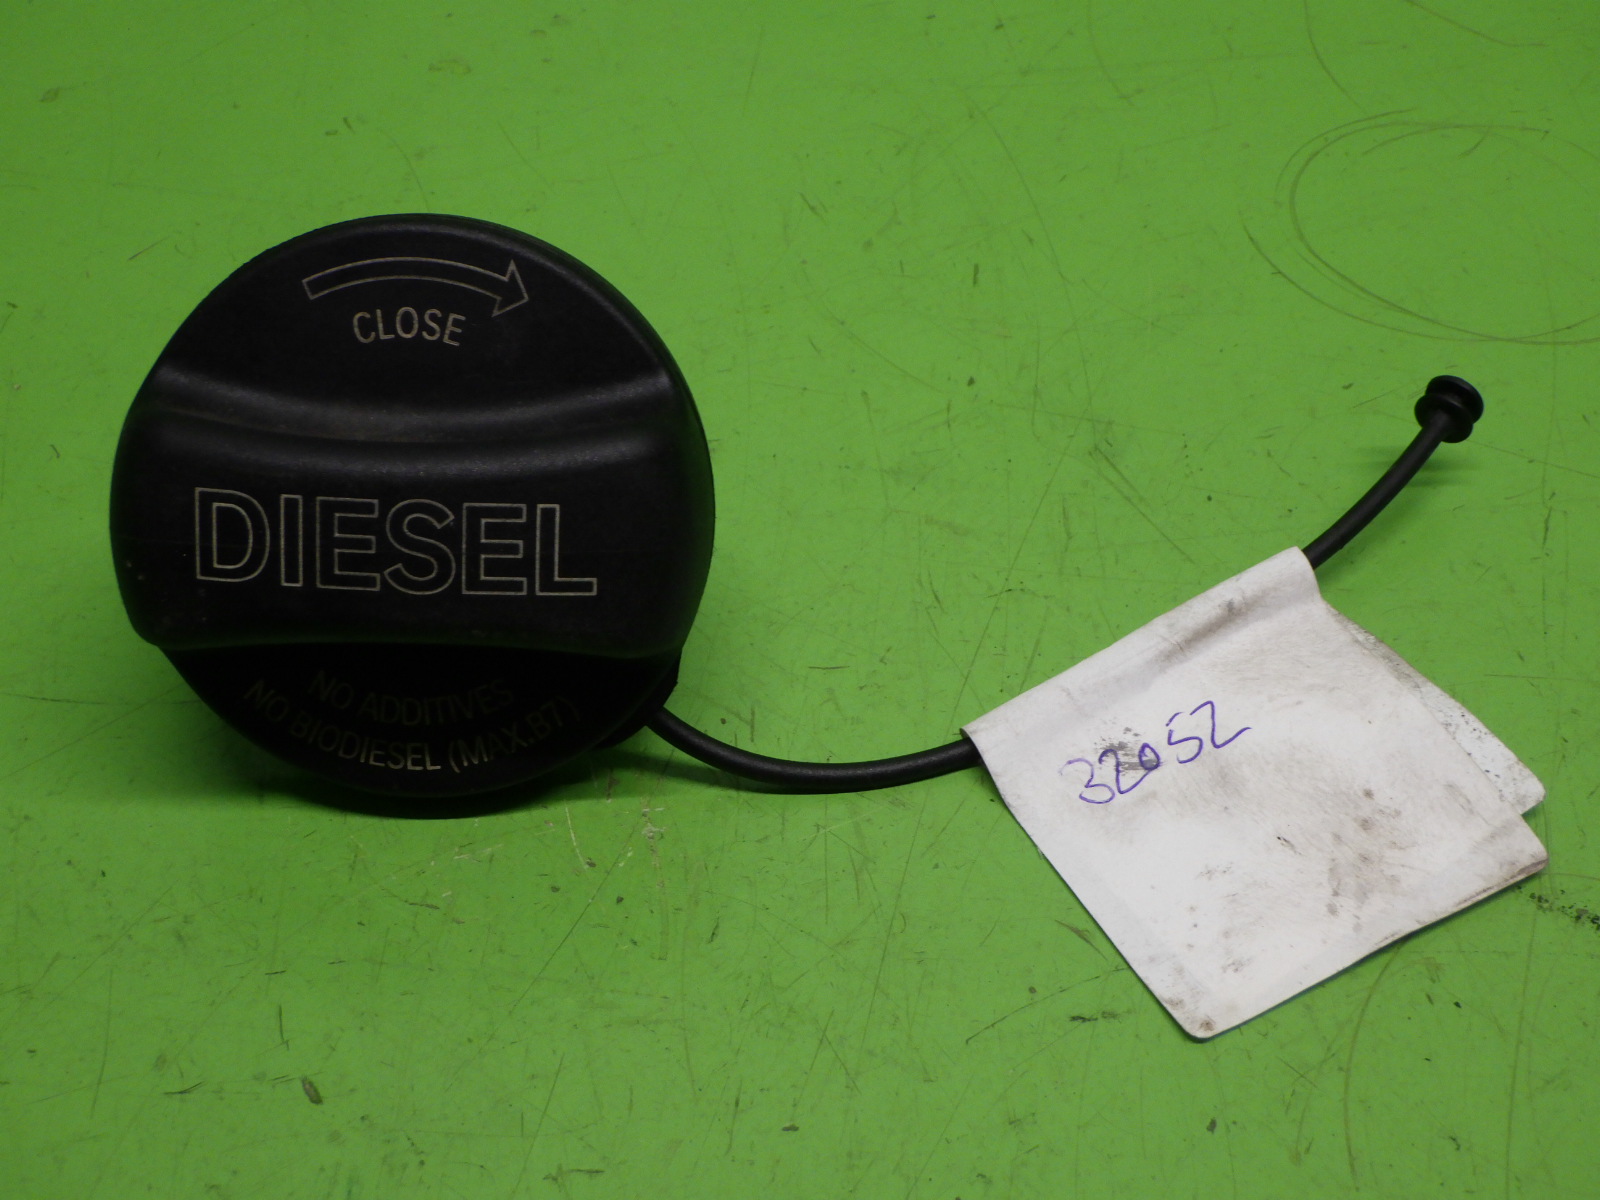 CLOSE
DIESEL
NO ADDITIVES
NO BIODIESEL (MAX.B7)
32052